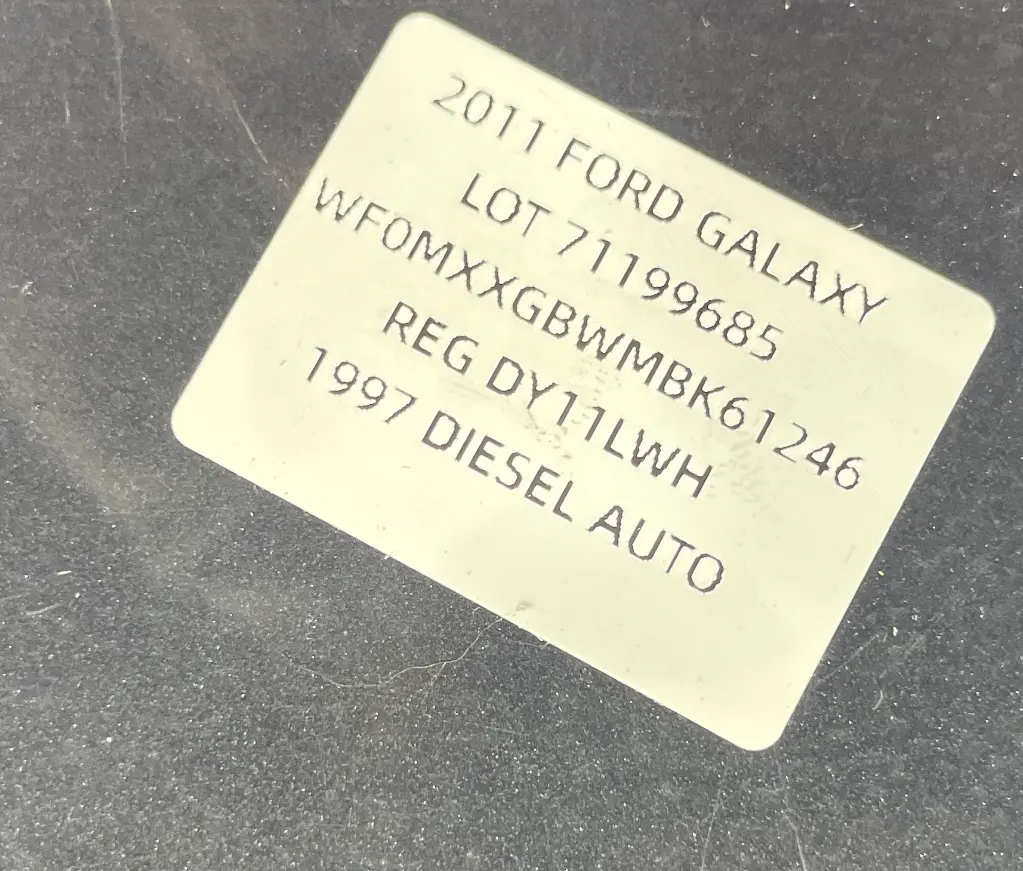 2011 FORD GALAXY
LOT 71199685
WF0MXXGBWMBK61246
REG DY11LWH
1997 DIESEL AUTO